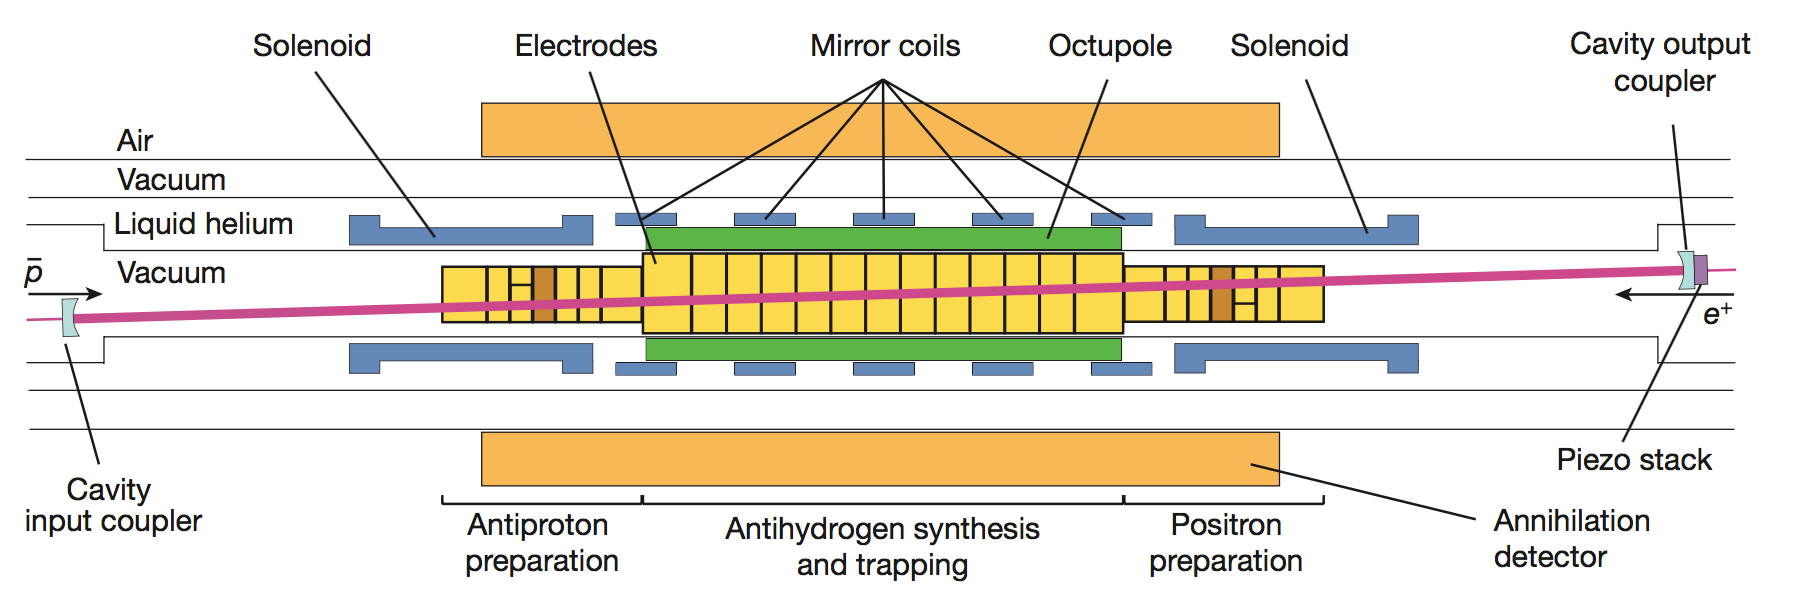 Solenoid
Electrodes
Mirror coils
Octupole
Solenoid
Cavity output
coupler
Air
Vacuum
Liquid helium
Vacuum
p̄
e⁺
Cavity
input coupler
Piezo stack
Antiproton
preparation
Antihydrogen synthesis
and trapping
Positron
preparation
Annihilation
detector